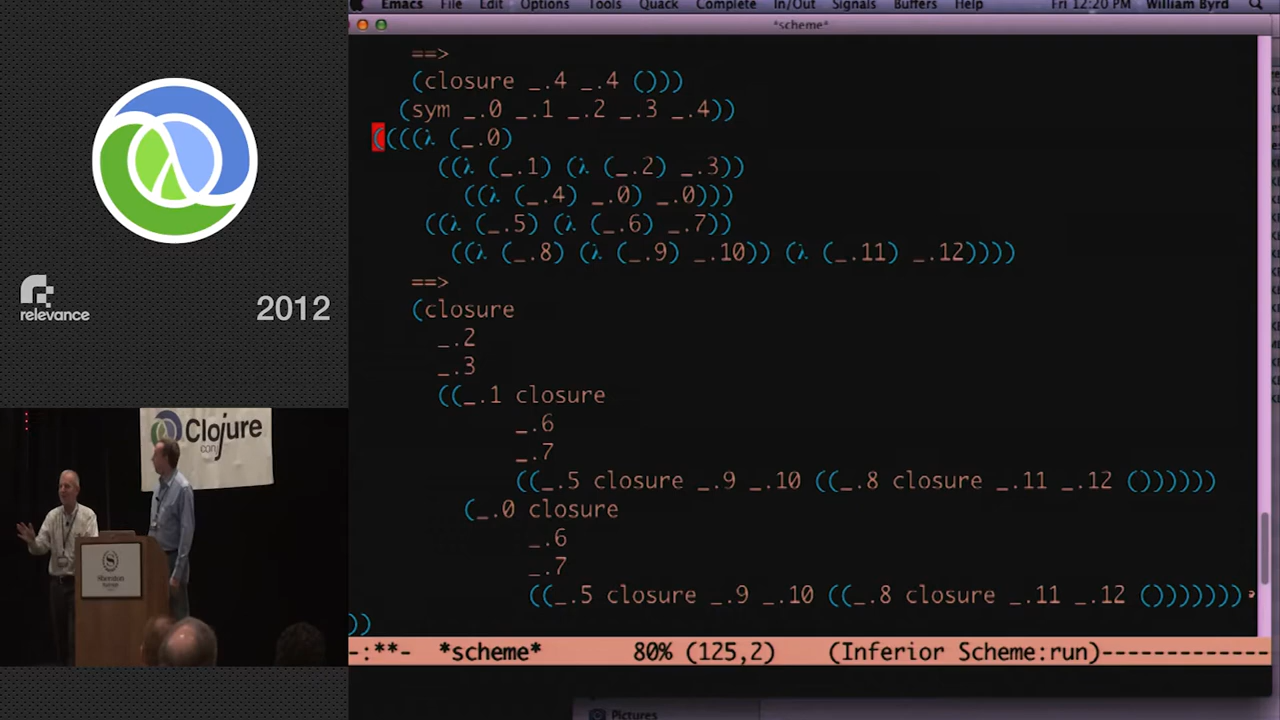 Emacs File Edit Options Tools Quack Complete In/Out Signals Buffers Help Fri 12:20 PM William Byrd
*scheme*
==>
(closure _.4 _.4 ()))
(sym _.0 _.1 _.2 _.3 _.4))
((((λ (_.0)
((λ (_.1) (λ (_.2) _.3))
((λ (_.4) _.0) _.0)))
((λ (_.5) (λ (_.6) _.7))
((λ (_.8) (λ (_.9) _.10)) (λ (_.11) _.12))))
==>
(closure
_.2
_.3
((_.1 closure
_.6
_.7
((_.5 closure _.9 _.10 ((_.8 closure _.11 _.12 ())))))
(_.0 closure
_.6
_.7
((_.5 closure _.9 _.10 ((_.8 closure _.11 _.12 ()))))))
))
-:**- *scheme* 80% (125,2) (Inferior Scheme:run)-------------
Pictures
relevance
2012
Clojure
conj
Sheraton